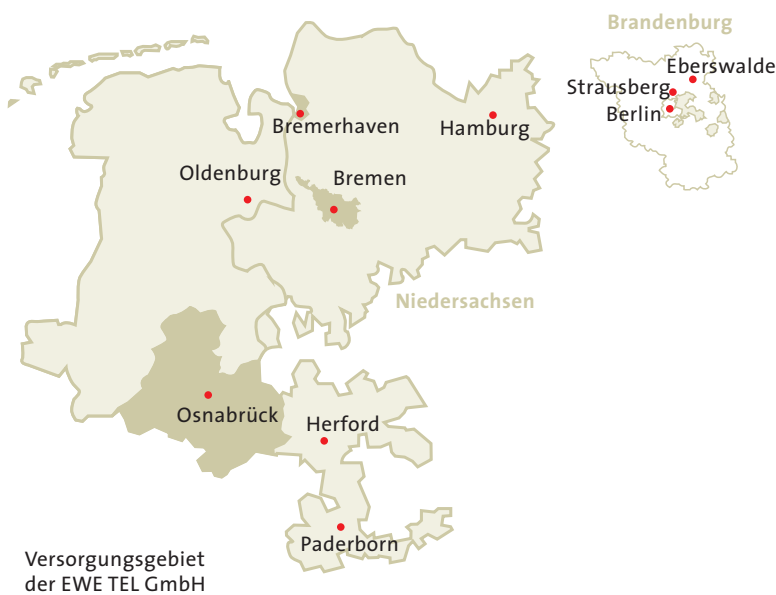 Brandenburg
Eberswalde
Strausberg
Berlin
Bremerhaven
Hamburg
Oldenburg
Bremen
Niedersachsen
Osnabrück
Herford
Paderborn
Versorgungsgebiet
der EWE TEL GmbH